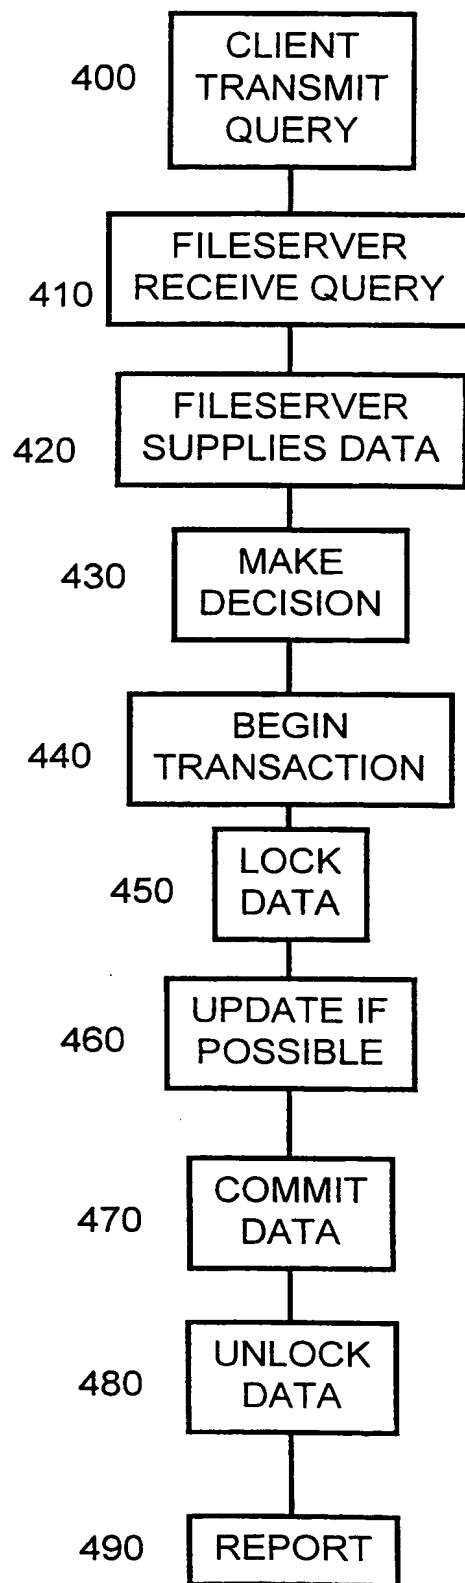 400
CLIENT
TRANSMIT
QUERY
410
FILESERVER
RECEIVE QUERY
420
FILESERVER
SUPPLIES DATA
430
MAKE
DECISION
440
BEGIN
TRANSACTION
450
LOCK
DATA
460
UPDATE IF
POSSIBLE
470
COMMIT
DATA
480
UNLOCK
DATA
490
REPORT